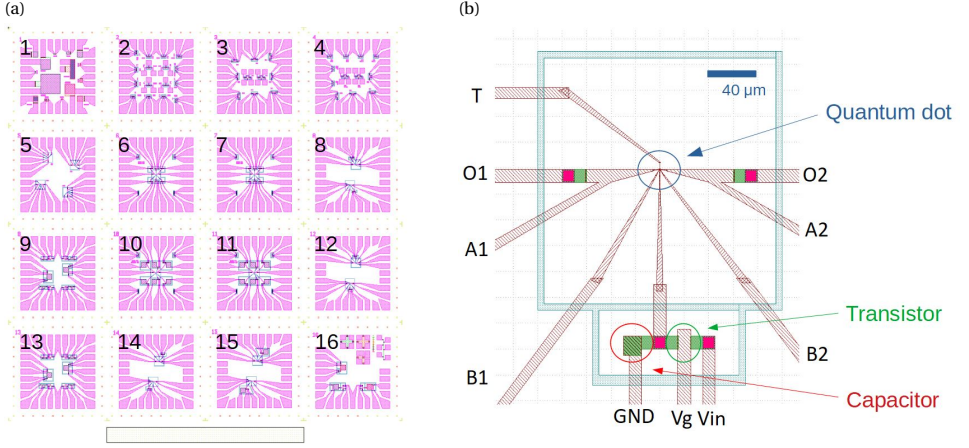 (a)
1 2 3 4
5 6 7 8
9 10 11 12
13 14 15 16
(b)
40 μm
T
Quantum dot
O1 O2
A1 A2
Transistor
B1 B2
Capacitor
GND Vg Vin